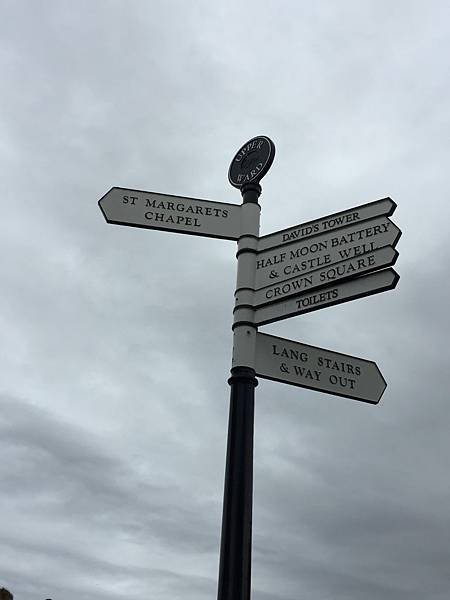 UPPER
WARD
ST MARGARETS
CHAPEL
DAVID'S TOWER
HALF MOON BATTERY
& CASTLE WELL
CROWN SQUARE
TOILETS
LANG STAIRS
& WAY OUT